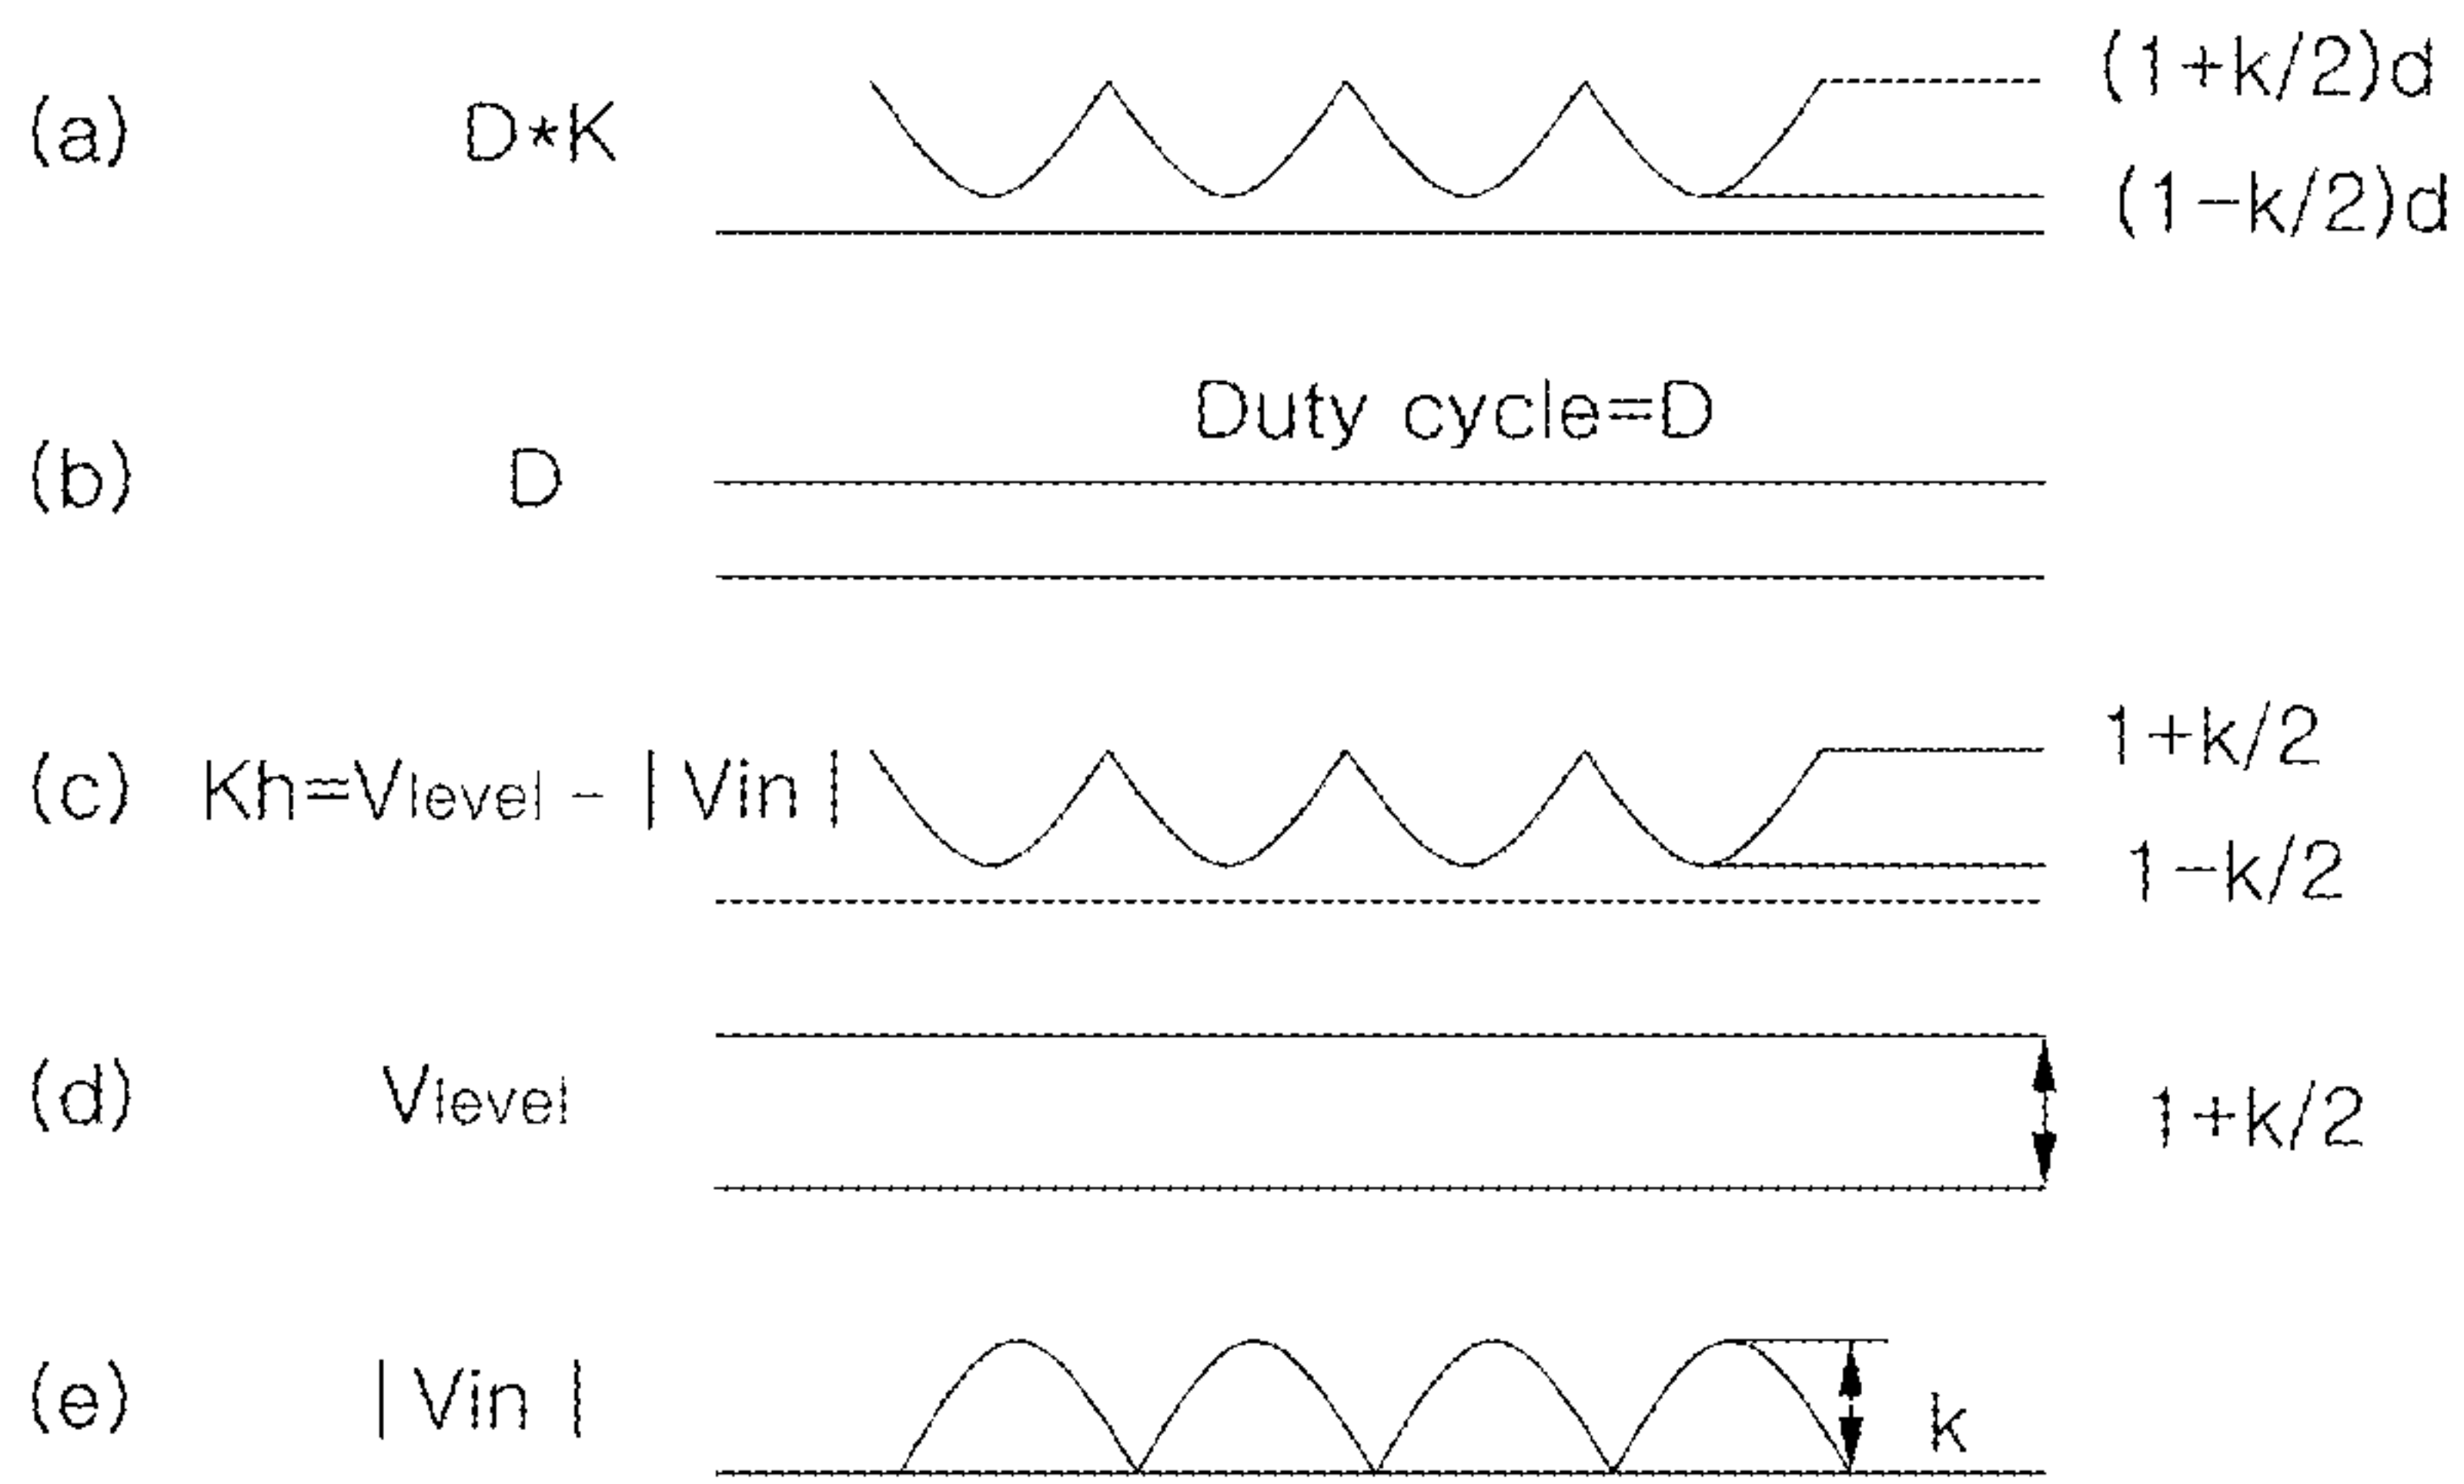 (a) D*K (1+k/2)d
(1-k/2)d
Duty cycle=D
(b) D
(c) Kh=Vlevel - | Vin | 1+k/2
1-k/2
(d) Vlevel 1+k/2
(e) | Vin | k